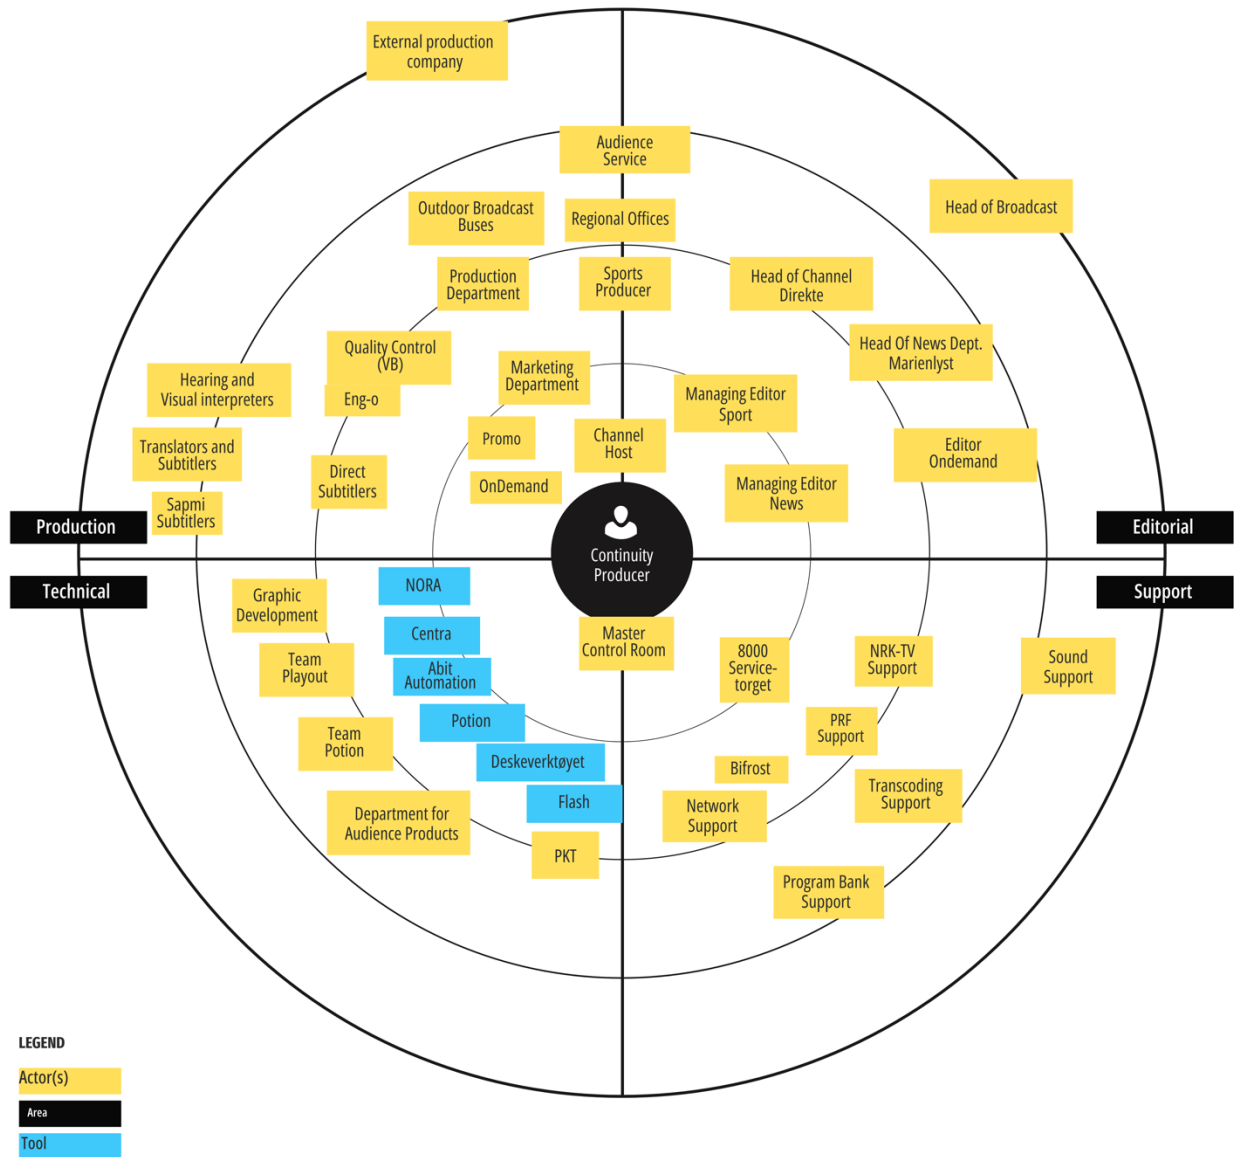 External production
company
Audience
Service
Head of Broadcast
Outdoor Broadcast
Buses
Regional Offices
Production
Department
Sports
Producer
Head of Channel
Direkte
Quality Control
(VB)
Head Of News Dept.
Marienlyst
Marketing
Department
Hearing and
Visual interpreters
Eng-o
Managing Editor
Sport
Translators and
Subtitlers
Promo
Channel
Host
Editor
Ondemand
Direct
Subtitlers
OnDemand
Managing Editor
News
Sapmi
Subtitlers
Production
Editorial
Continuity
Producer
Technical
Support
NORA
Graphic
Development
Centra
Master
Control Room
8000
Service-
torget
NRK-TV
Support
Sound
Support
Team
Playout
Abit
Automation
Potion
PRF
Support
Team
Potion
Deskeverktøyet
Bifrost
Transcoding
Support
Flash
Network
Support
Department for
Audience Products
PKT
Program Bank
Support
LEGEND
Actor(s)
Area
Tool